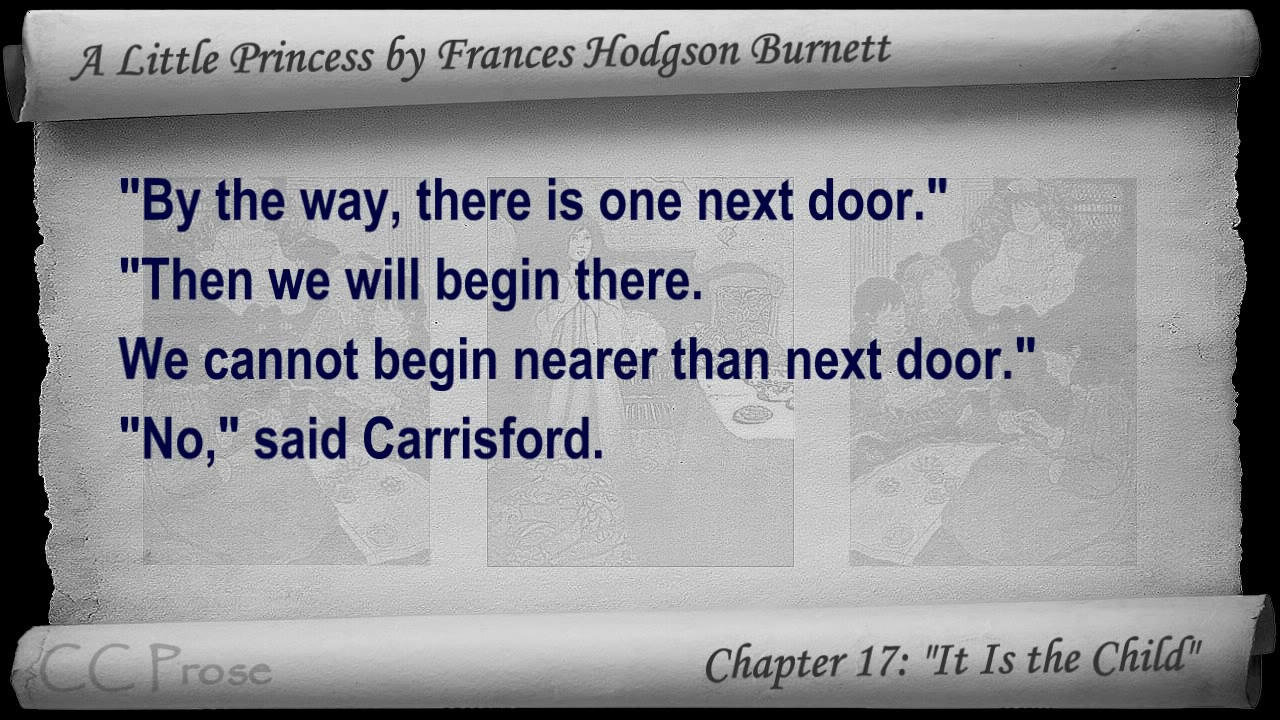 A Little Princess by Frances Hodgson Burnett
"By the way, there is one next door."
"Then we will begin there.
We cannot begin nearer than next door."
"No," said Carrisford.
CC Prose
Chapter 17: "It Is the Child"